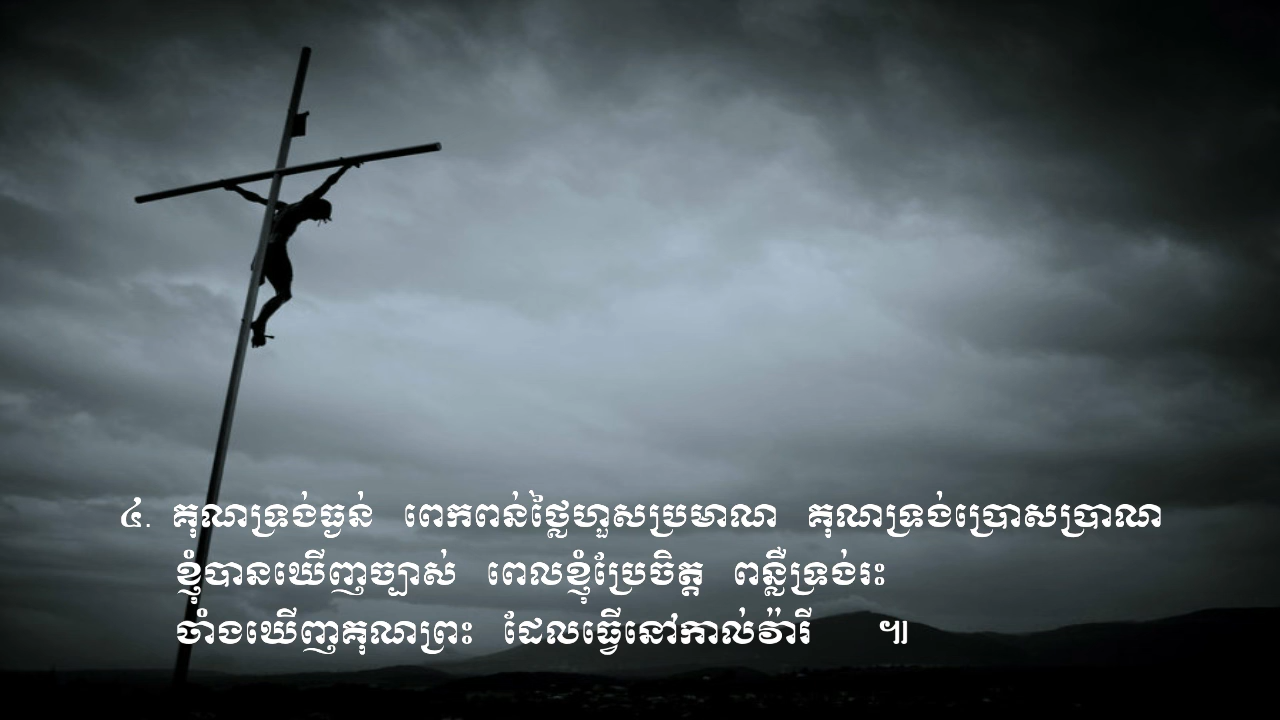 ៤. គុណទ្រង់ធ្ងន់ ពេកពន់ថ្លៃហួសប្រមាណ គុណទ្រង់ប្រោសប្រាណ
ខ្ញុំបានឃើញច្បាស់ ពេលខ្ញុំប្រែចិត្ត ពន្លឺទ្រង់រះ
ចាំងឃើញគុណព្រះ ដែលធ្វើនៅកាល់វ៉ារី ៕